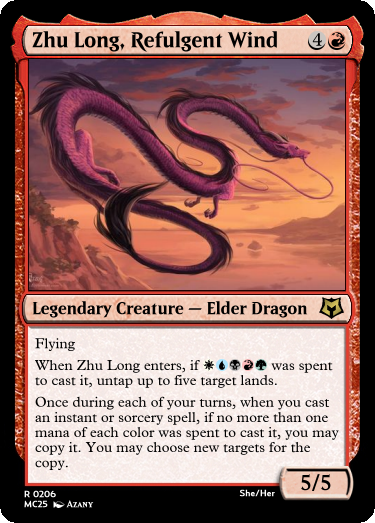 Zhu Long, Refulgent Wind 4
Legendary Creature — Elder Dragon
Flying
When Zhu Long enters, if was spent
to cast it, untap up to five target lands.
Once during each of your turns, when you cast
an instant or sorcery spell, if no more than one
mana of each color was spent to cast it, you may
copy it. You may choose new targets for the
copy.
5/5
R 0206
She/Her
MC25 Azany